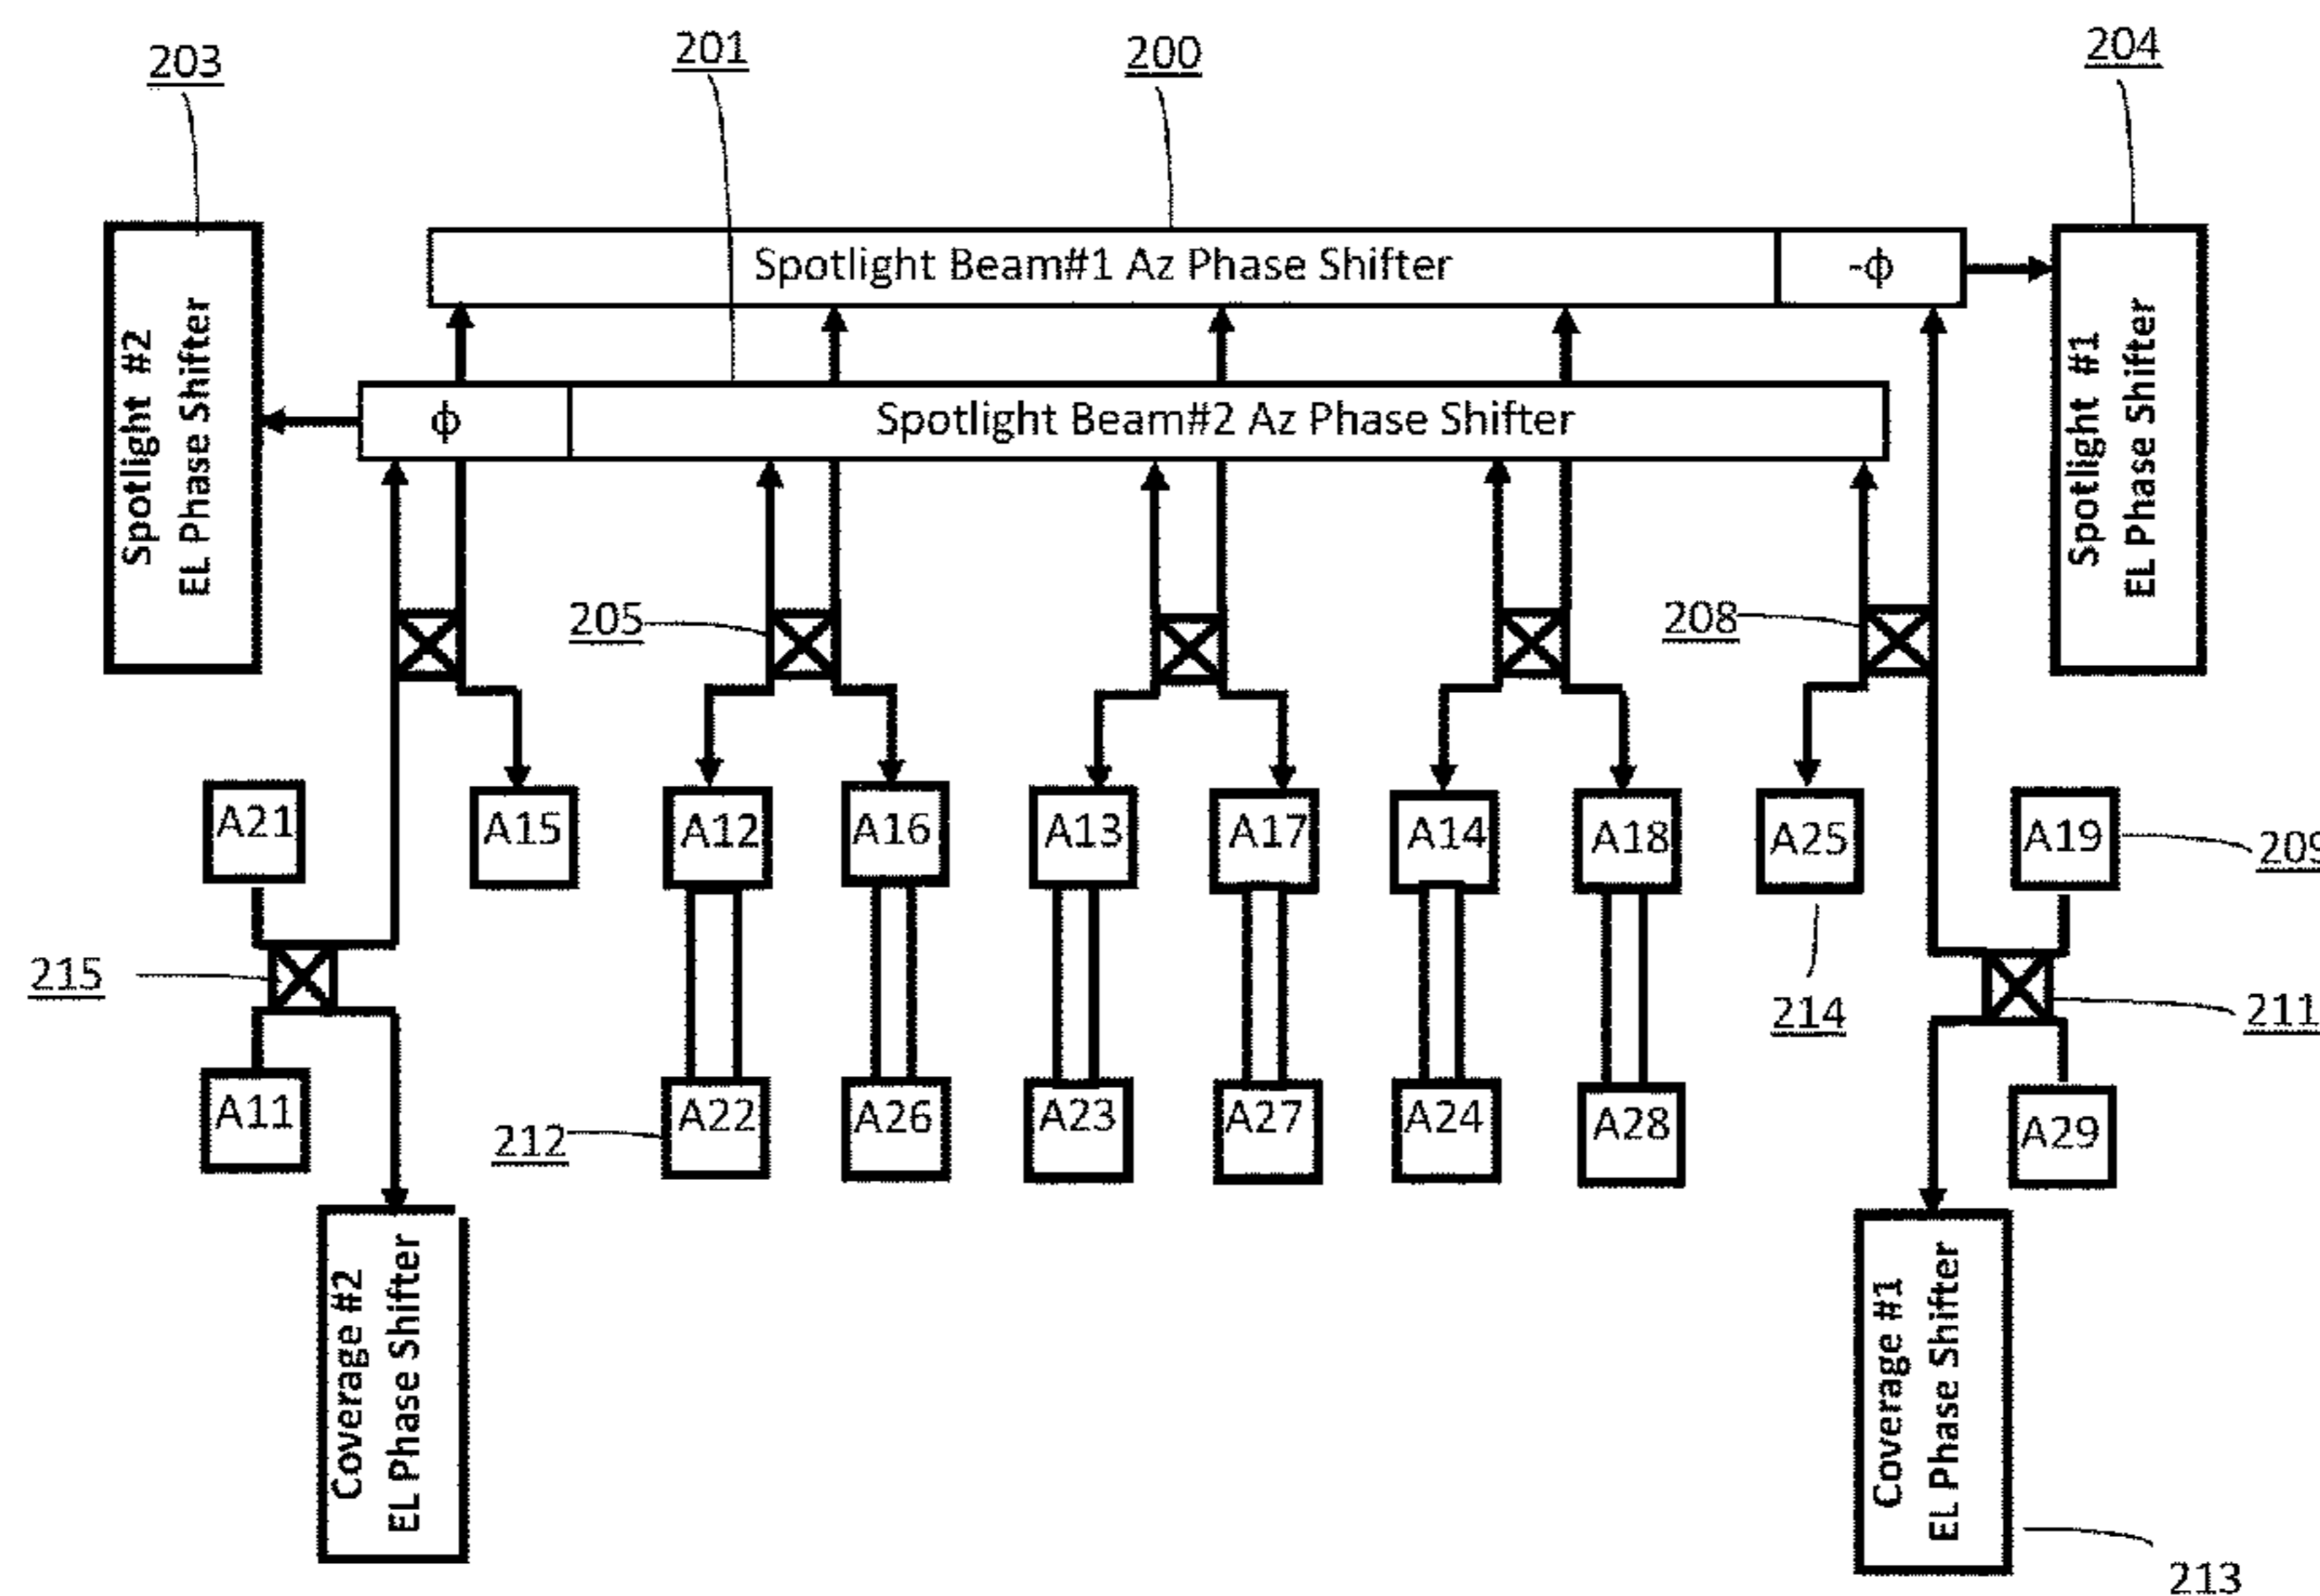 203
201
200
204
Spotlight Beam#1 Az Phase Shifter
-ϕ
Spotlight #2
EL Phase Shifter
ϕ
Spotlight Beam#2 Az Phase Shifter
Spotlight #1
EL Phase Shifter
205
208
A21
A15
A12
A16
A13
A17
A14
A18
A25
A19
209
215
214
211
A11
212
A22
A26
A23
A27
A24
A28
A29
Coverage #2
EL Phase Shifter
Coverage #1
EL Phase Shifter
213